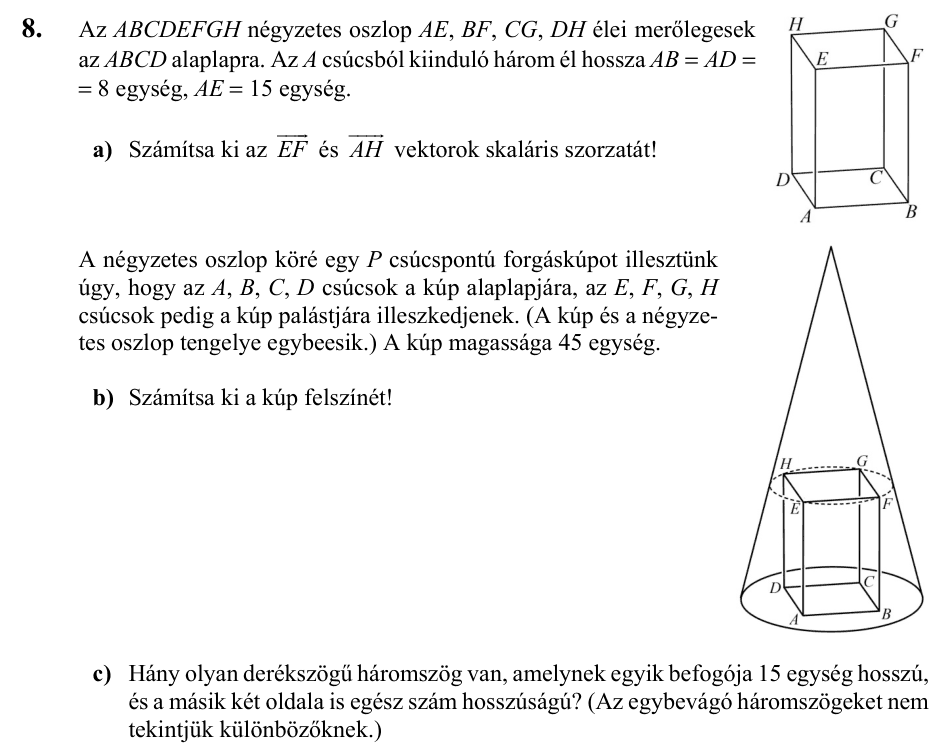 8. Az ABCDEFGH négyzetes oszlop AE, BF, CG, DH élei merőlegesek
az ABCD alaplapra. Az A csúcsból kiinduló három él hossza AB = AD =
= 8 egység, AE = 15 egység.
H
G
E
F
D
C
A
B
a) Számítsa ki az EF és AH vektorok skaláris szorzatát!
A négyzetes oszlop köré egy P csúcspontú forgáskúpot illesztünk
úgy, hogy az A, B, C, D csúcsok a kúp alaplapjára, az E, F, G, H
csúcsok pedig a kúp palástjára illeszkedjenek. (A kúp és a négyze-
tes oszlop tengelye egybeesik.) A kúp magassága 45 egység.
b) Számítsa ki a kúp felszínét!
H
G
E
F
D
C
A
B
c) Hány olyan derékszögű háromszög van, amelynek egyik befogója 15 egység hosszú,
és a másik két oldala is egész szám hosszúságú? (Az egybevágó háromszögeket nem
tekintjük különbözőknek.)